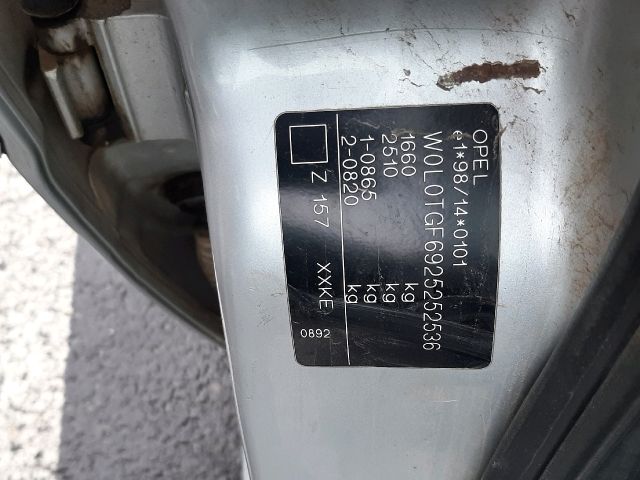 OPEL
e1*98/14*0101
W0L0TGF6925252536
1660 kg
2510 kg
1-0865 kg
2-0820 kg
Z 157 XXKE 0892